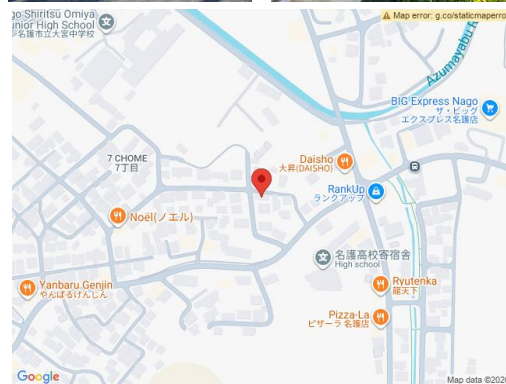 go Shiritsu Omiya
unior High School
名護市立大宮中学校
Map error: g.co/staticmaperro
Azumayabu R
BIG Express Nago
ザ・ビッグ
エクスプレス名護店
Daisho
大昇(DAISHO)
7 CHOME
7丁目
RankUp
ランクアップ
Noël(ノエル)
名護高校寄宿舎
High school
Yanbaru Genjin
やんばるげんじん
Ryutenka
龍天下
Pizza-La
ピザーラ 名護店
Google
Map data ©2026